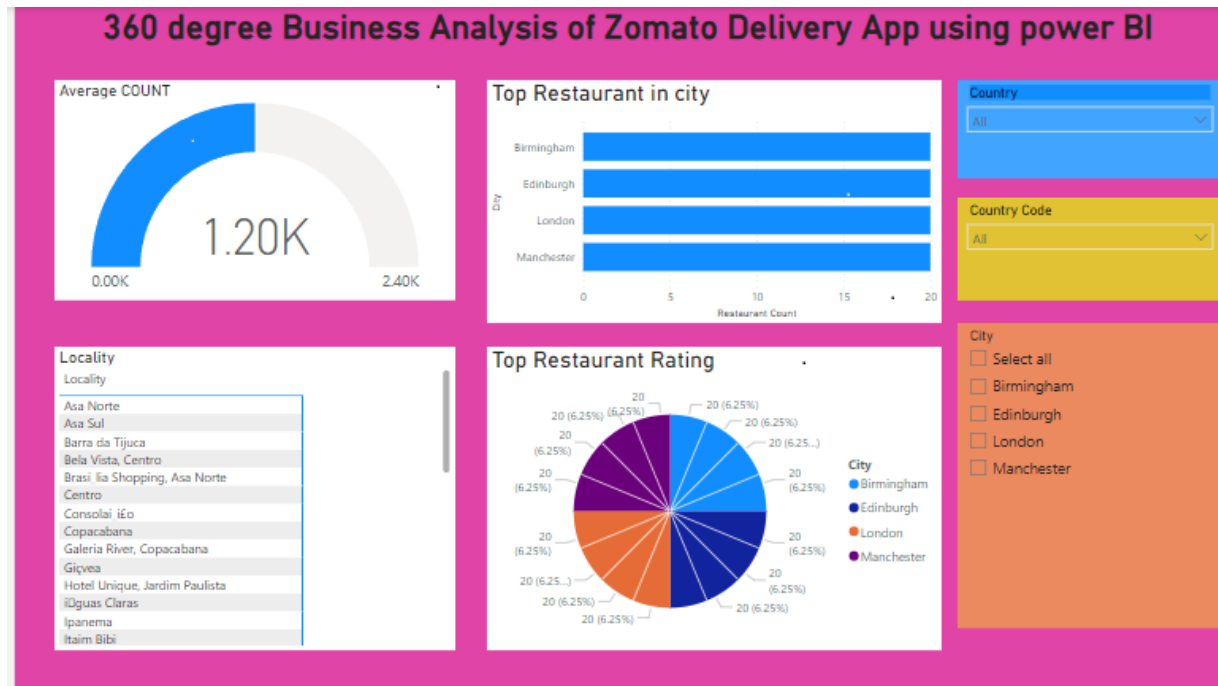 360 degree Business Analysis of Zomato Delivery App using power BI
Average COUNT
1.20K
0.00K
2.40K
Top Restaurant in city
City
Birmingham
Edinburgh
London
Manchester
0 5 10 15 20
Restaurant Count
Country
All
Country Code
All
Locality
Locality
Asa Norte
Asa Sul
Barra da Tijuca
Bela Vista, Centro
Brasi lia Shopping, Asa Norte
Centro
Copacabana
Galeria River, Copacabana
Giçvea
Hotel Unique, Jardim Paulista
Claras
Ipanema
Itaim Bibi
Top Restaurant Rating
20 (6.25%)
20 (6.25%)
20 (6.25...)
20
(6.25%)
20
(6.25%)
20
(6.25%)
20 (6.25%)
20 (6.25%)
20 (6.25%)
20 (6.25...)
20
(6.25%)
20
(6.25%)
20
(6.25%)
20 (6.25%)
20
(6.25%)
City
Birmingham
Edinburgh
London
Manchester
City
Select all
Birmingham
Edinburgh
London
Manchester